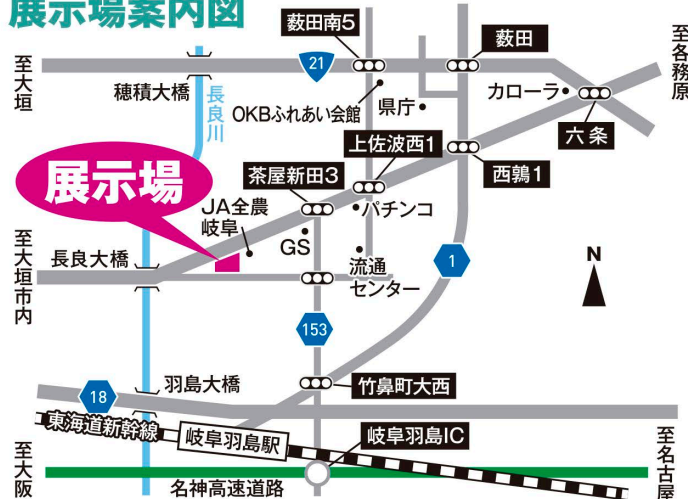 展示場案内図
薮田南5
薮田
至各務原
至大垣
21
穂積大橋
長良川
OKBふれあい会館
県庁
カローラ
六条
上佐波西1
西鶉1
茶屋新田3
展示場
JA全農
岐阜
パチンコ
GS
流通
センター
至大垣市内
長良大橋
1
N
153
羽島大橋
18
竹鼻町大西
東海道新幹線
岐阜羽島駅
岐阜羽島IC
至大阪
名神高速道路
至名古屋